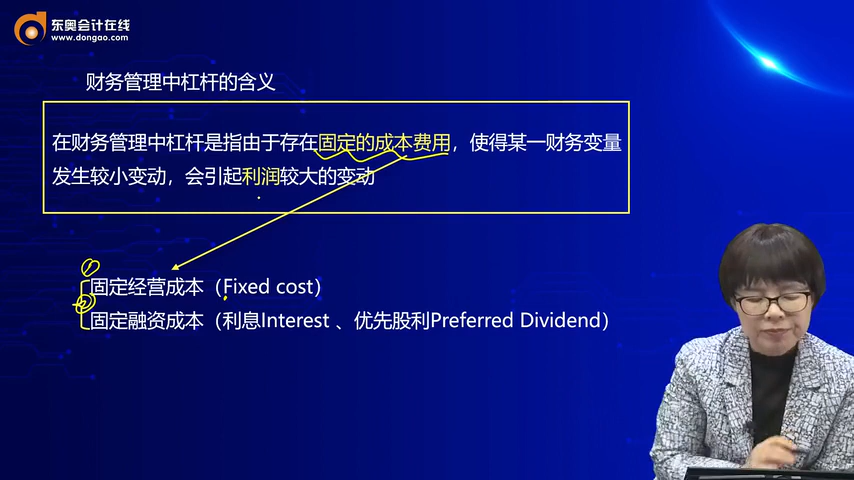 东奥会计在线
www.dongao.com
财务管理中杠杆的含义
在财务管理中杠杆是指由于存在固定的成本费用，使得某一财务变量
发生较小变动，会引起利润较大的变动
①
固定经营成本（Fixed cost）
②
固定融资成本（利息Interest 、优先股利Preferred Dividend）